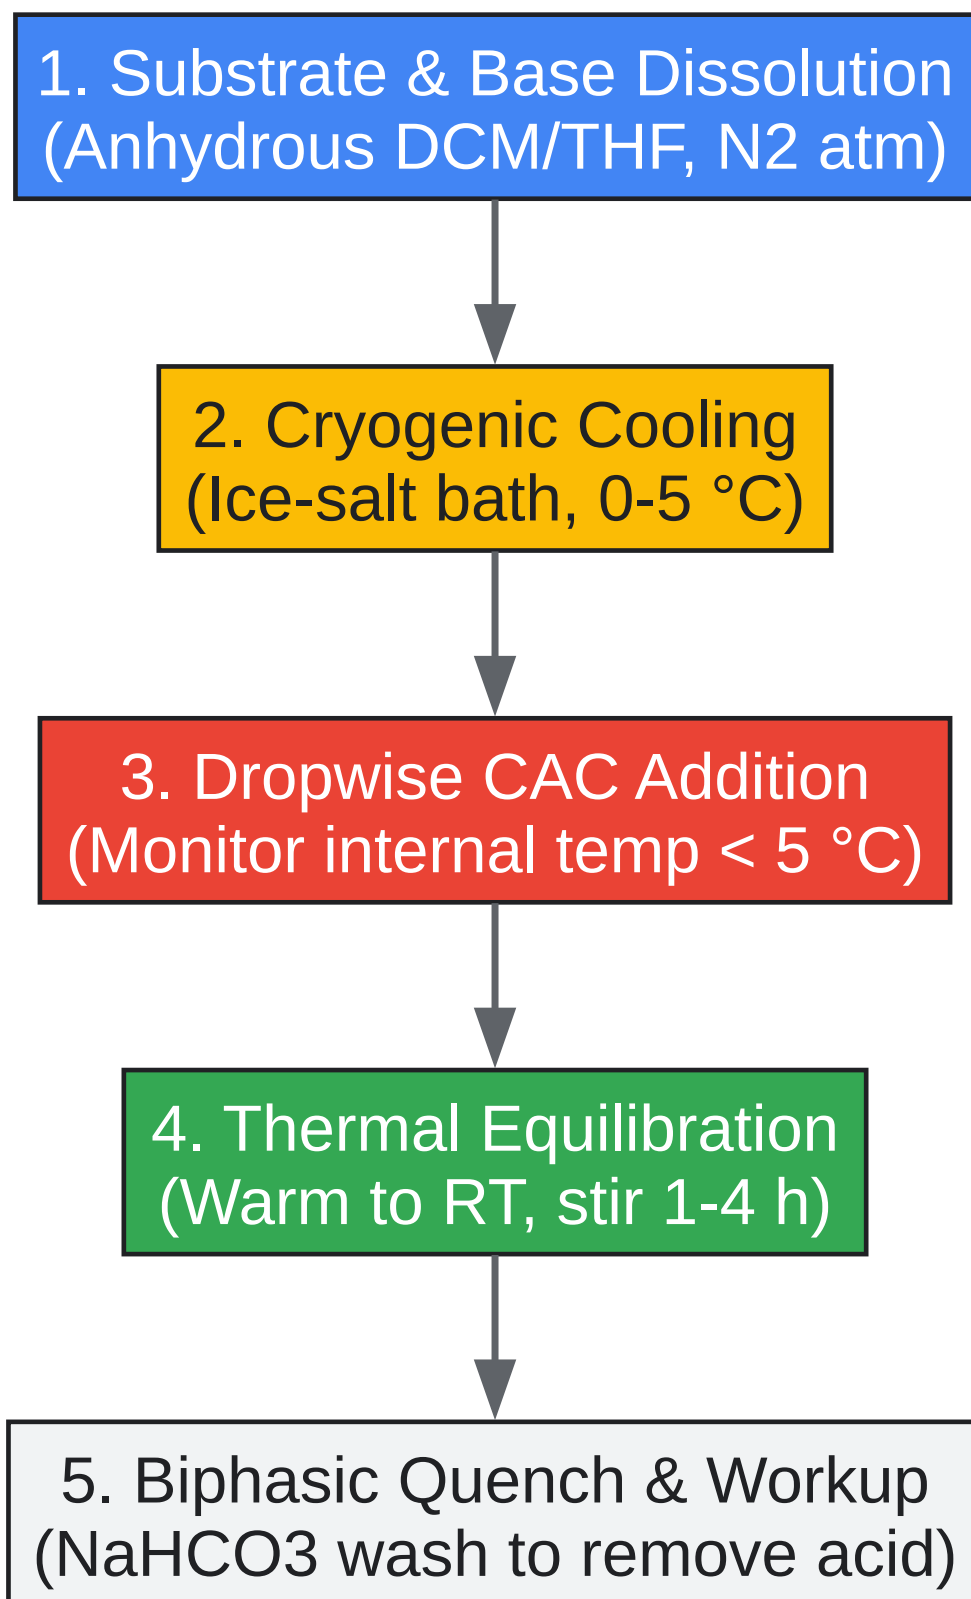 1. Substrate & Base Dissolution
(Anhydrous DCM/THF, N2 atm)
2. Cryogenic Cooling
(Ice-salt bath, 0-5 °C)
3. Dropwise CAC Addition
(Monitor internal temp < 5 °C)
4. Thermal Equilibration
(Warm to RT, stir 1-4 h)
5. Biphasic Quench & Workup
(NaHCO3 wash to remove acid)